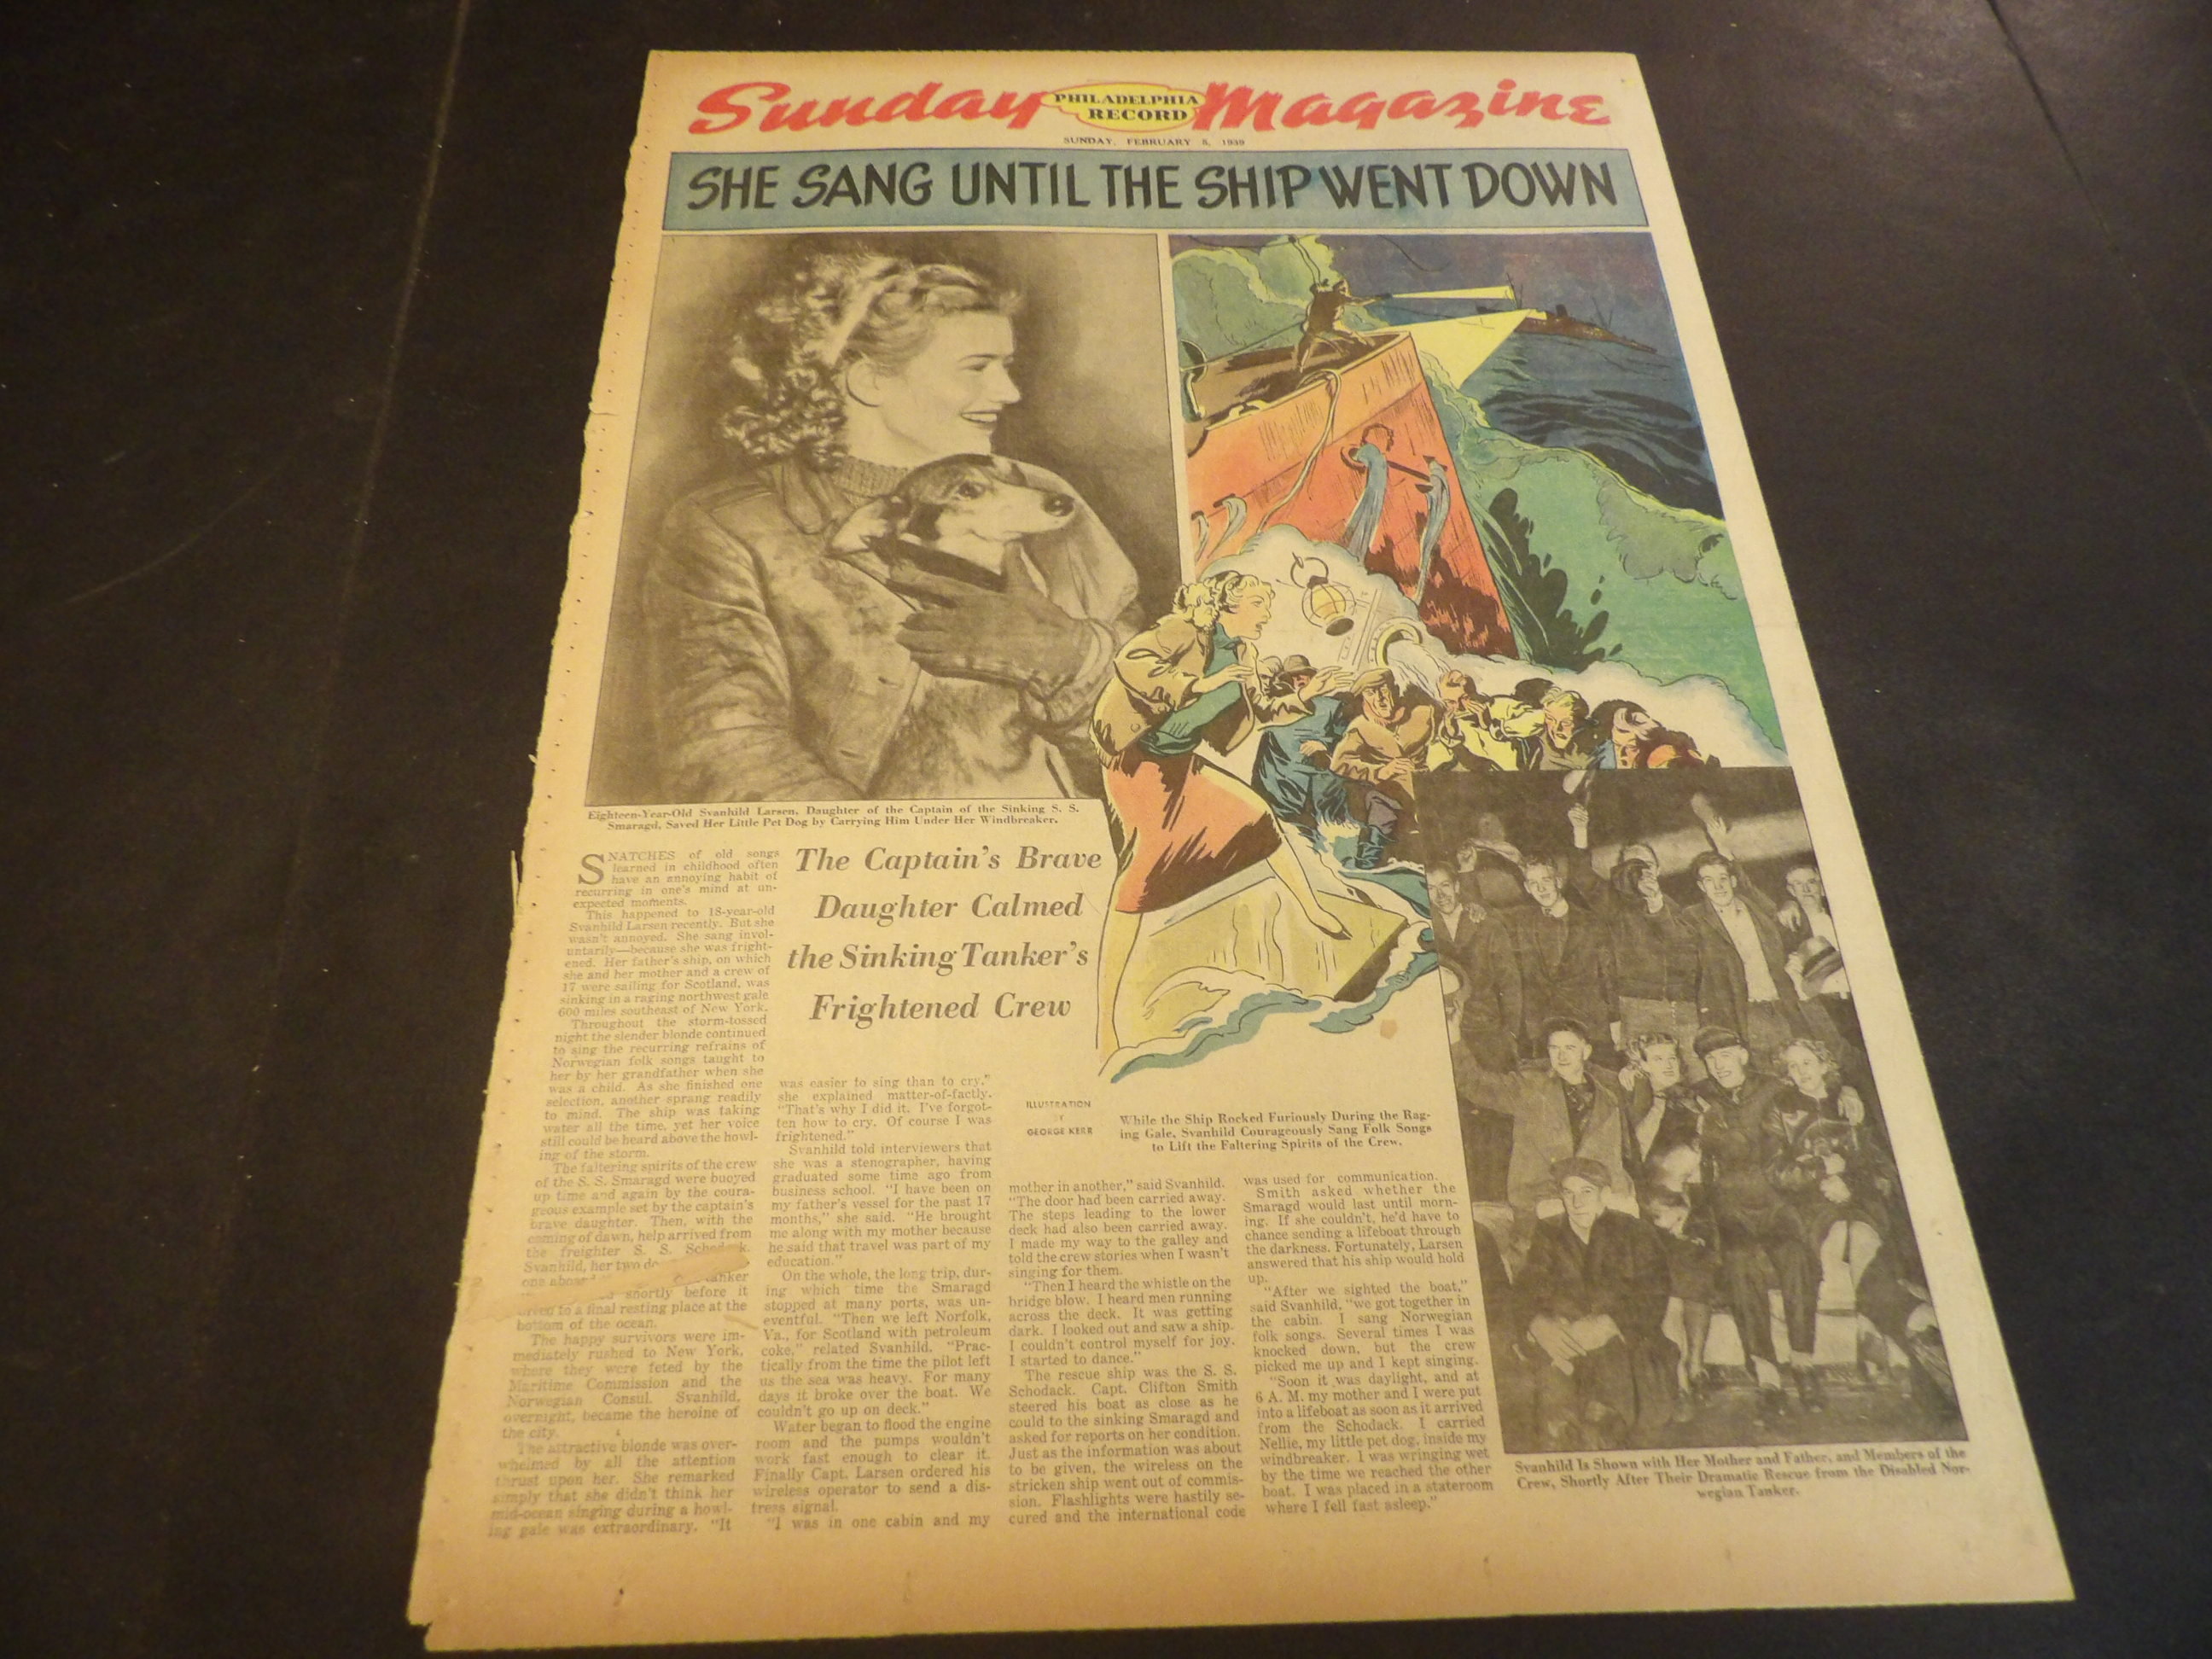 Sunday PHILADELPHIA RECORD Magazine
SUNDAY, FEBRUARY 5, 1939
SHE SANG UNTIL THE SHIP WENT DOWN
Eighteen-Year-Old Svanhild Larsen, Daughter of the Captain of the Sinking S. S.
Smaragd, Saved Her Little Pet Dog by Carrying Him Under Her Windbreaker.
The Captain's Brave
Daughter Calmed
the Sinking Tanker's
Frightened Crew
SNATCHES of old songs
learned in childhood often
have an annoying habit of
recurring in one's mind at un-
expected moments.
This happened to 18-year-old
Svanhild Larsen recently. But she
wasn't annoyed. She sang invol-
untarily—because she was fright-
ened. Her father's ship, on which
she and her mother and a crew of
17 were sailing for Scotland, was
sinking in a raging northwest gale
600 miles southeast of New York.
Throughout the storm-tossed
night the slender blonde continued
to sing the recurring refrains of
Norwegian folk songs taught to
her by her grandfather when she
was a child. As she finished one
selection, another sprang readily
to mind. The ship was taking
water all the time, yet her voice
still could be heard above the howl-
ing of the storm.
The faltering spirits of the crew
of the S. S. Smaragd were buoyed
up time and again by the coura-
geous example set by the captain's
brave daughter. Then, with the
coming of dawn, help arrived from
the freighter S. S. Schodack.
Svanhild, her two
one aboard tanker
shortly before it
to a final resting place at the
bottom of the ocean.
The happy survivors were im-
mediately rushed to New York,
where they were feted by the
Maritime Commission and the
Norwegian Consul. Svanhild,
overnight, became the heroine of
the city.
The attractive blonde was over-
whelmed by all the attention
thrust upon her. She remarked
simply that she didn't think her
mid-ocean singing during a howl-
ing gale was extraordinary. "It
was easier to sing than to cry,"
she explained matter-of-factly.
"That's why I did it. I've forgot-
ten how to cry. Of course I was
frightened."
Svanhild told interviewers that
she was a stenographer, having
graduated some time ago from
business school. "I have been on
my father's vessel for the past 17
months," she said. "He brought
me along with my mother because
he said that travel was part of my
education."
On the whole, the long trip, dur-
ing which time the Smaragd
stopped at many ports, was un-
eventful. "Then we left Norfolk,
Va., for Scotland with petroleum
coke," related Svanhild. "Prac-
tically from the time the pilot left
us the sea was heavy. For many
days it broke over the boat. We
couldn't go up on deck."
Water began to flood the engine
room and the pumps wouldn't
work fast enough to clear it.
Finally Capt. Larsen ordered his
wireless operator to send a dis-
tress signal.
"I was in one cabin and my
ILLUSTRATION
GEORGE KERR
While the Ship Rocked Furiously During the Rag-
ing Gale, Svanhild Courageously Sang Folk Songs
to Lift the Faltering Spirits of the Crew.
mother in another," said Svanhild.
"The door had been carried away.
The steps leading to the lower
deck had also been carried away.
I made my way to the galley and
told the crew stories when I wasn't
singing for them.
"Then I heard the whistle on the
bridge blow. I heard men running
across the deck. It was getting
dark. I looked out and saw a ship.
I couldn't control myself for joy.
I started to dance."
The rescue ship was the S. S.
Schodack. Capt. Clifton Smith
steered his boat as close as he
could to the sinking Smaragd and
asked for reports on her condition.
Just as the information was about
to be given, the wireless on the
stricken ship went out of commis-
sion. Flashlights were hastily se-
cured and the international code
was used for communication.
Smith asked whether the
Smaragd would last until morn-
ing. If she couldn't, he'd have to
chance sending a lifeboat through
the darkness. Fortunately, Larsen
answered that his ship would hold
up.
"After we sighted the boat,"
said Svanhild, "we got together in
the cabin. I sang Norwegian
folk songs. Several times I was
knocked down, but the crew
picked me up and I kept singing.
"Soon it was daylight, and at
6 A. M. my mother and I were put
into a lifeboat as soon as it arrived
from the Schodack. I carried
Nellie, my little pet dog, inside my
windbreaker. I was wringing wet
by the time we reached the other
boat. I was placed in a stateroom
where I fell fast asleep."
Svanhild Is Shown with Her Mother and Father, and Members of the
Crew, Shortly After Their Dramatic Rescue from the Disabled Nor-
wegian Tanker.